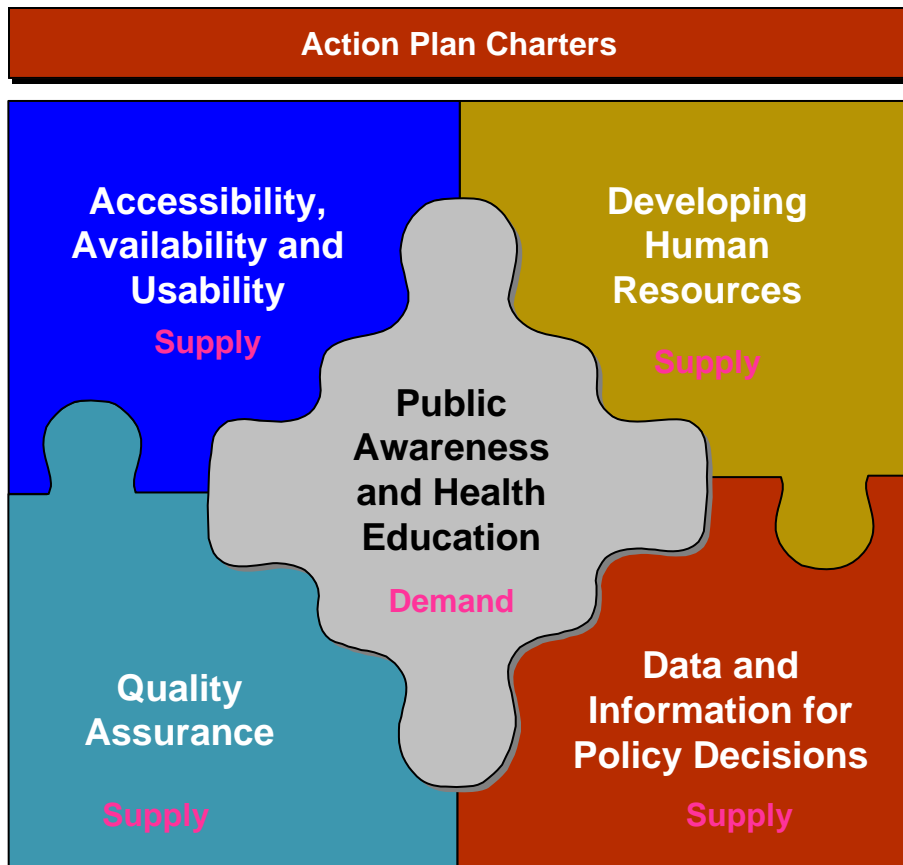 Action Plan Charters
Accessibility,
Availability and
Usability
Supply
Developing
Human
Resources
Supply
Public
Awareness
and Health
Education
Demand
Quality
Assurance
Supply
Data and
Information for
Policy Decisions
Supply